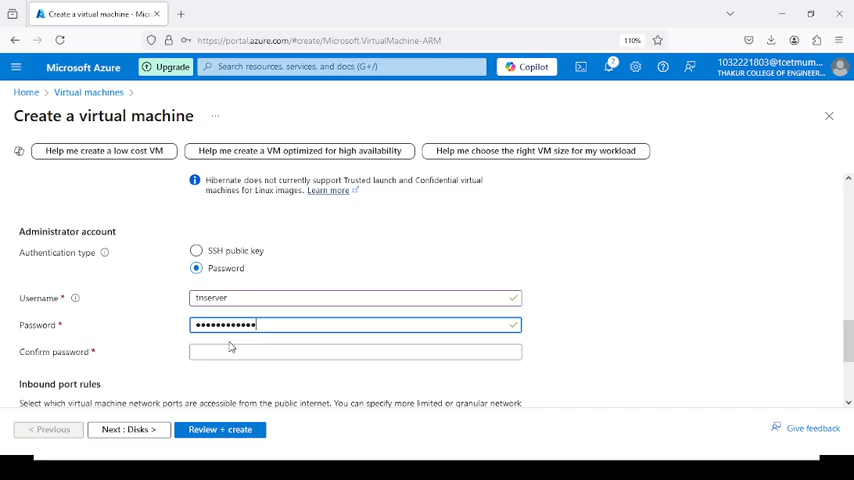 Create a virtual machine - Micros
https://portal.azure.com/#create/Microsoft.VirtualMachine-ARM
110%
Microsoft Azure
Upgrade
Search resources, services, and docs (G+/)
Copilot
2
1032221803@tcetmum...
THAKUR COLLEGE OF ENGINEER...
Home > Virtual machines >
Create a virtual machine ...
Help me create a low cost VM
Help me create a VM optimized for high availability
Help me choose the right VM size for my workload
Hibernate does not currently support Trusted launch and Confidential virtual
machines for Linux images. Learn more
Administrator account
Authentication type
SSH public key
Password
Username *
tnserver
Password *
••••••••••••
Confirm password *
Inbound port rules
Select which virtual machine network ports are accessible from the public internet. You can specify more limited or granular network
< Previous
Next : Disks >
Review + create
Give feedback